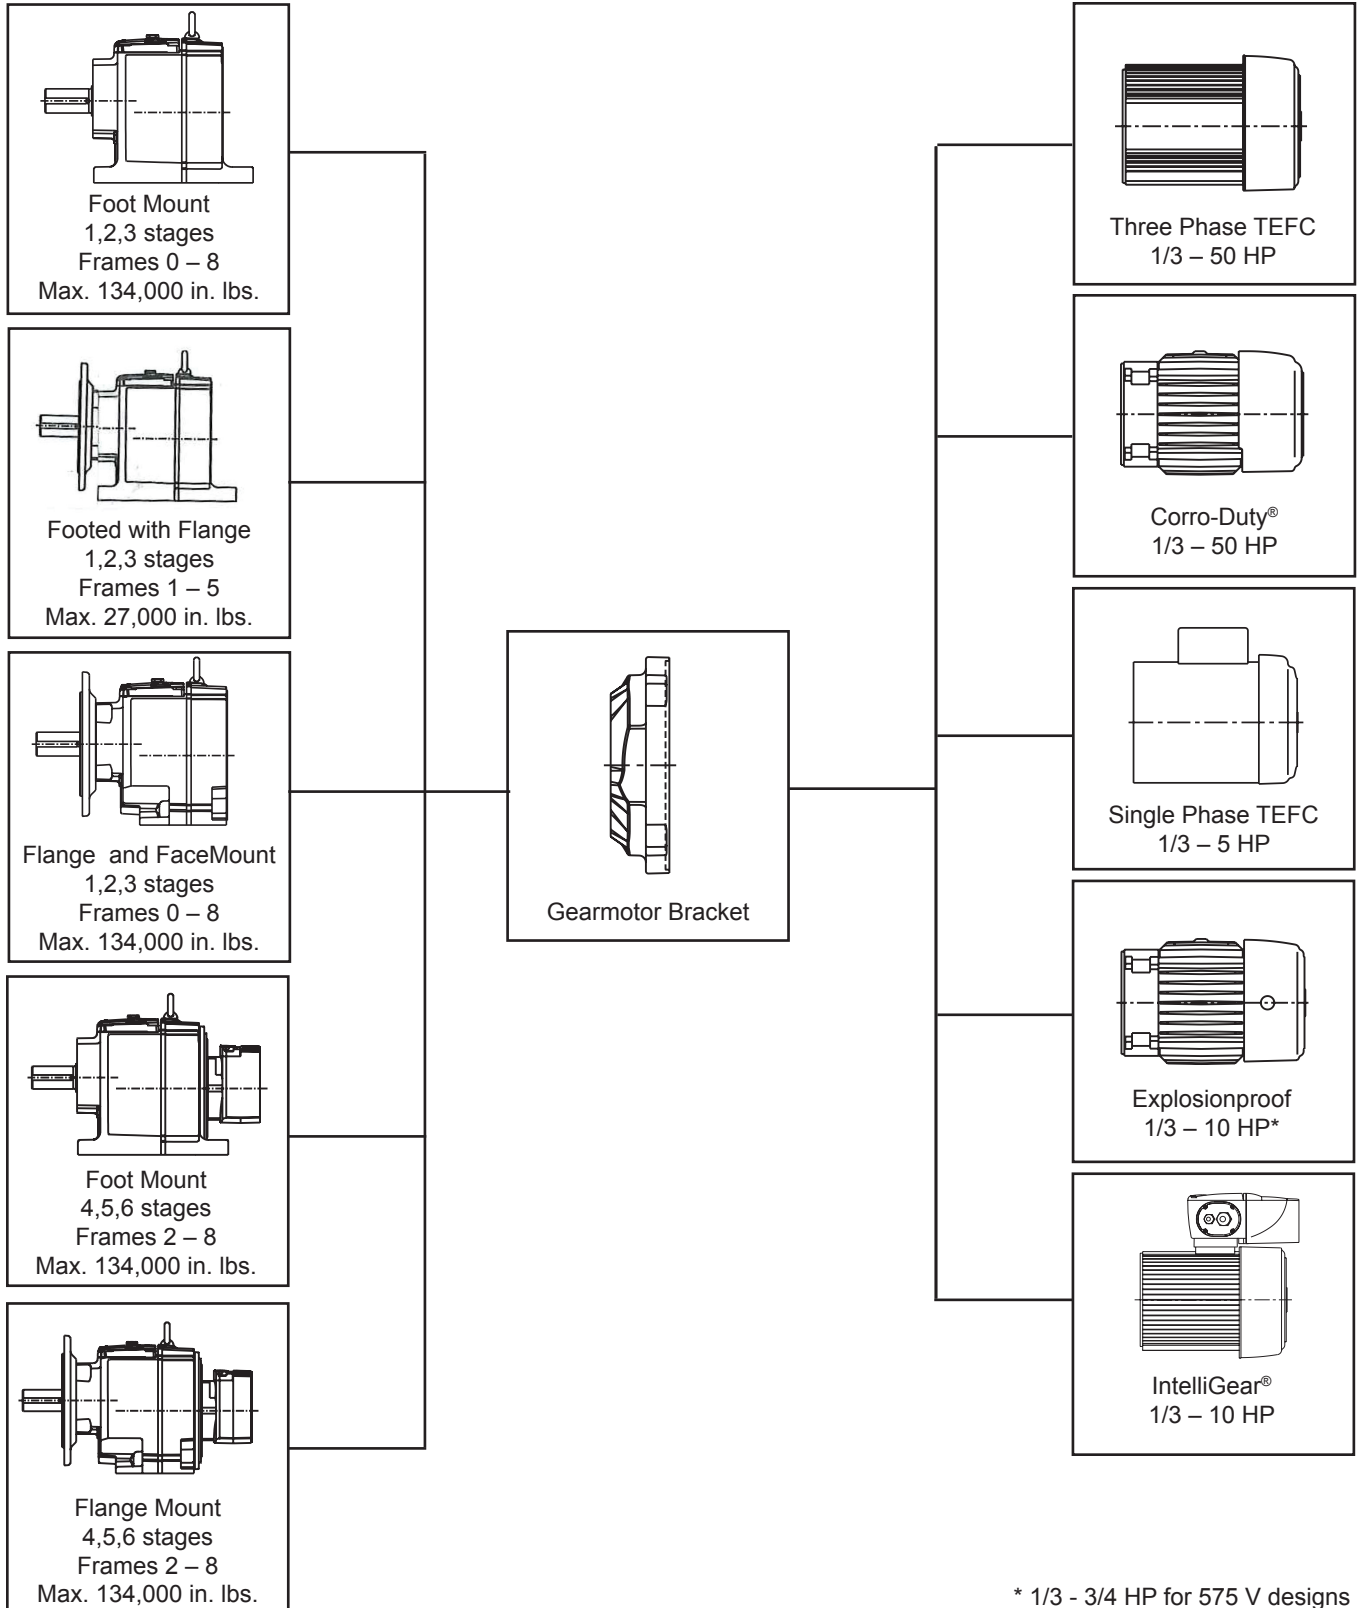 Foot Mount
1,2,3 stages
Frames 0 – 8
Max. 134,000 in. lbs.
Footed with Flange
1,2,3 stages
Frames 1 – 5
Max. 27,000 in. lbs.
Flange and FaceMount
1,2,3 stages
Frames 0 – 8
Max. 134,000 in. lbs.
Foot Mount
4,5,6 stages
Frames 2 – 8
Max. 134,000 in. lbs.
Flange Mount
4,5,6 stages
Frames 2 – 8
Max. 134,000 in. lbs.
Gearmotor Bracket
Three Phase TEFC
1/3 – 50 HP
Corro-Duty®
1/3 – 50 HP
Single Phase TEFC
1/3 – 5 HP
Explosionproof
1/3 – 10 HP*
IntelliGear®
1/3 – 10 HP
* 1/3 - 3/4 HP for 575 V designs